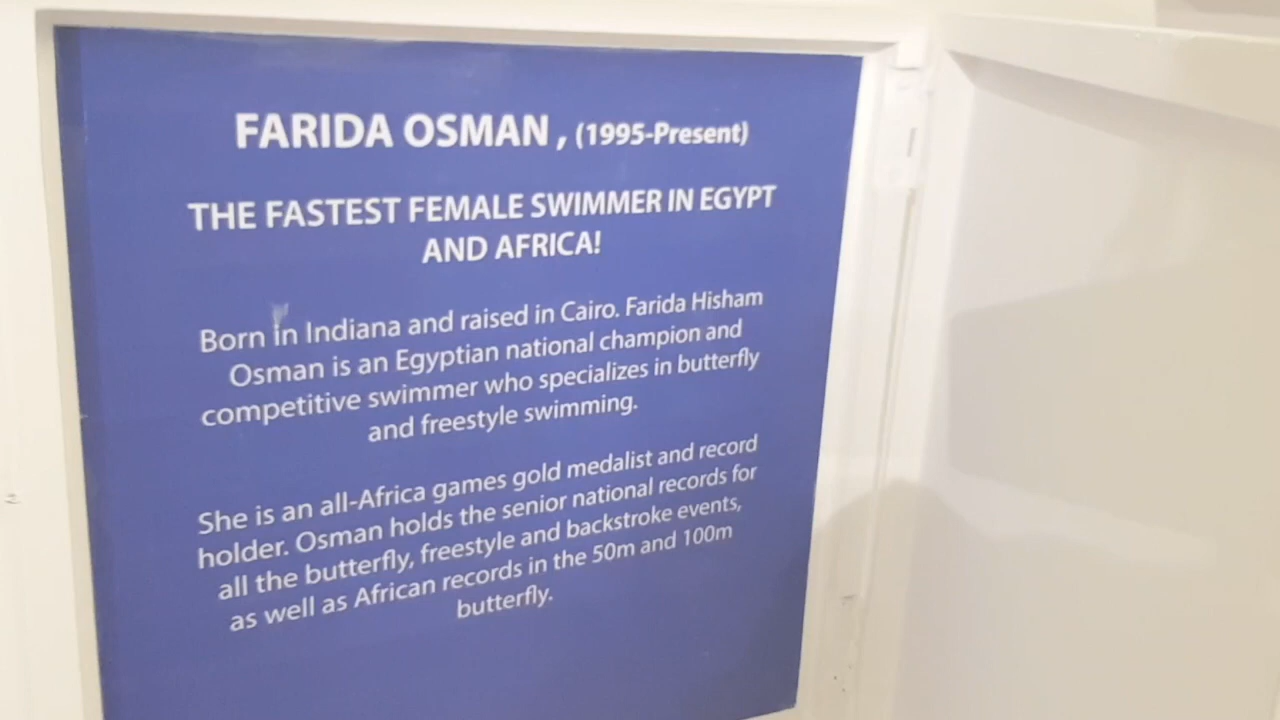 FARIDA OSMAN , (1995-Present)
THE FASTEST FEMALE SWIMMER IN EGYPT
AND AFRICA!
Born in Indiana and raised in Cairo. Farida Hisham
Osman is an Egyptian national champion and
competitive swimmer who specializes in butterfly
and freestyle swimming.
She is an all-Africa games gold medalist and record
holder. Osman holds the senior national records for
all the butterfly, freestyle and backstroke events,
as well as African records in the 50m and 100m
butterfly.